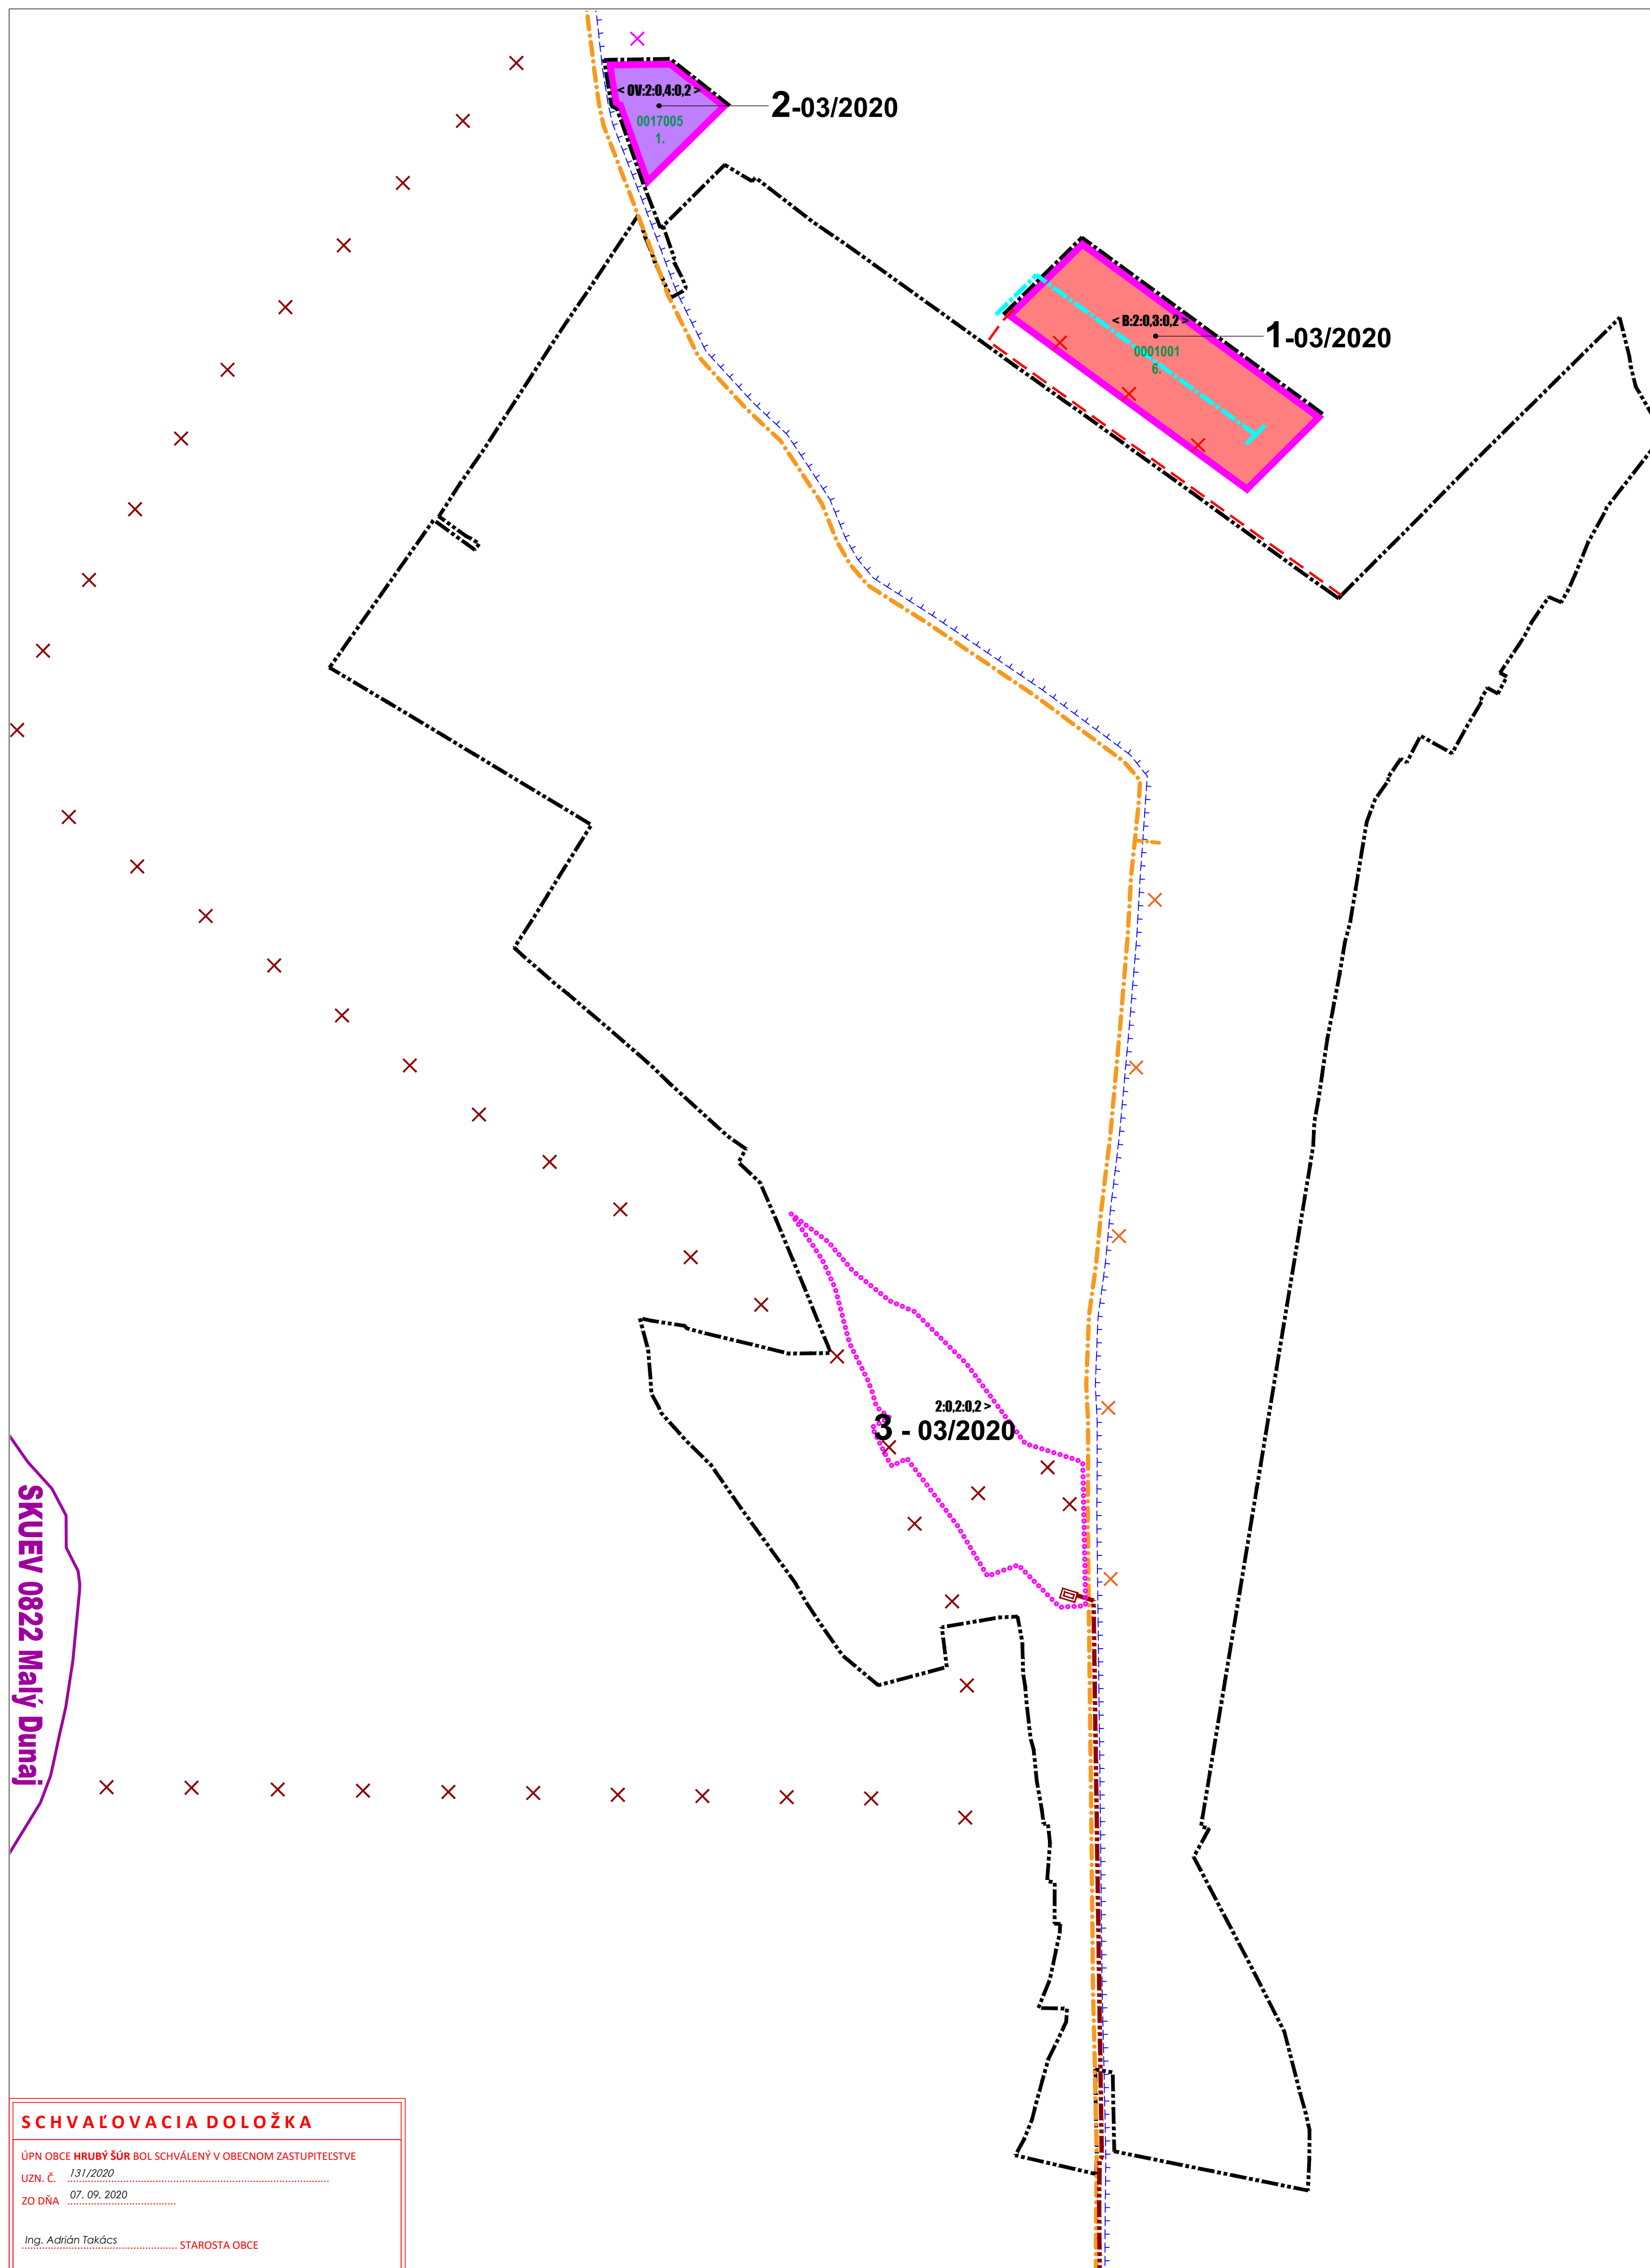 < OV:2:0,4:0,2 >
2-03/2020
0017005
1.
< B:2:0,3:0,2 >
1-03/2020
0001001
6.
2:0,2:0,2 >
3 - 03/2020
SKUEV 0822 Malý Dunaj
SCHVAĽOVACIA DOLOŽKA
ÚPN OBCE HRUBÝ ŠÚR BOL SCHVÁLENÝ V OBECNOM ZASTUPITEĽSTVE
UZN. Č. 131/2020
ZO DŇA 07. 09. 2020
Ing. Adrián Takács STAROSTA OBCE